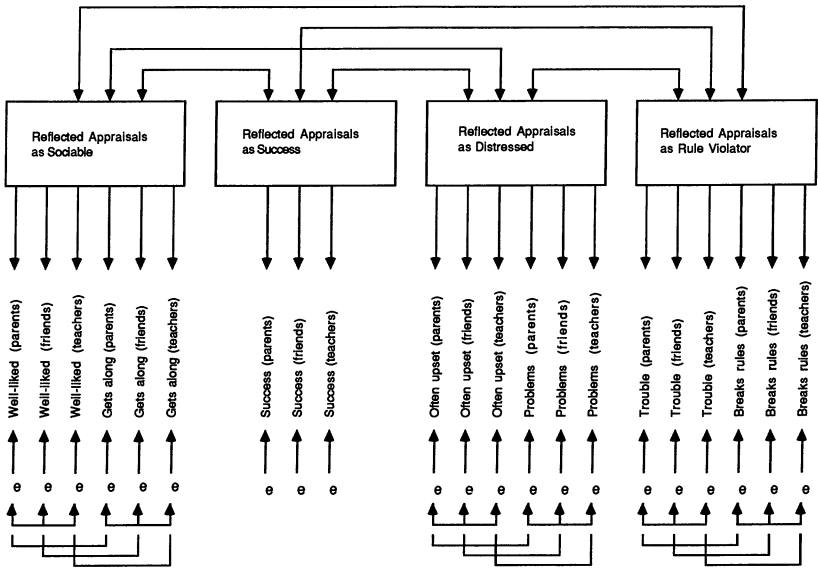 Reflected Appraisals
as Sociable
Reflected Appraisals
as Success
Reflected Appraisals
as Distressed
Reflected Appraisals
as Rule Violator
Well-liked (parents)
Well-liked (friends)
Well-liked (teachers)
Gets along (parents)
Gets along (friends)
Gets along (teachers)
Success (parents)
Success (friends)
Success (teachers)
Often upset (parents)
Often upset (friends)
Often upset (teachers)
Problems (parents)
Problems (friends)
Problems (teachers)
Trouble (parents)
Trouble (friends)
Trouble (teachers)
Breaks rules (parents)
Breaks rules (friends)
Breaks rules (teachers)
e e e e e e e e e e e e e e e e e e e e e